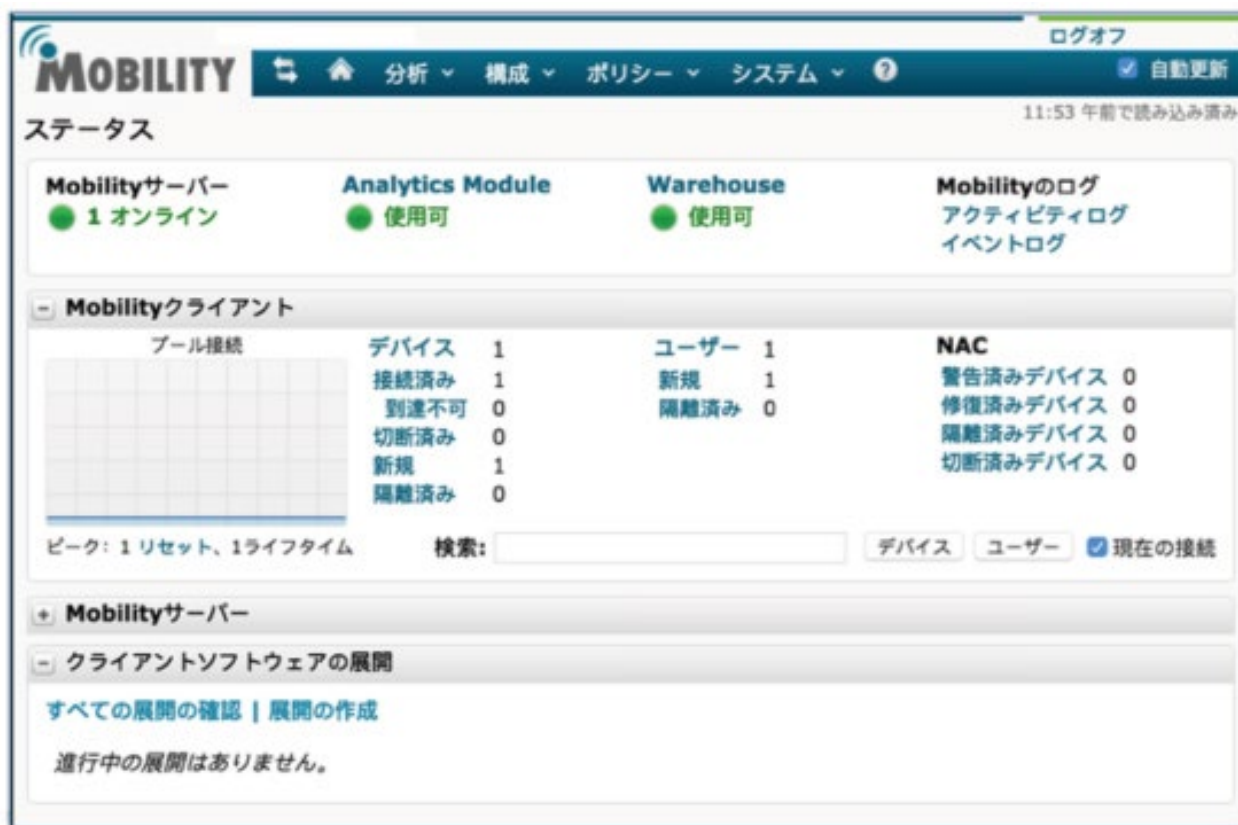 ログオフ
MOBILITY 分析 構成 ポリシー システム ? 自動更新
11:53 午前で読み込み済み
ステータス
Mobilityサーバー Analytics Module Warehouse Mobilityのログ
1 オンライン 使用可 使用可 アクティビティログ
イベントログ
Mobilityクライアント
プール接続 デバイス 1 ユーザー 1 NAC
接続済み 1 新規 1 警告済みデバイス 0
到達不可 0 隔離済み 0 修復済みデバイス 0
切断済み 0 隔離済みデバイス 0
新規 1 切断済みデバイス 0
隔離済み 0
ピーク: 1 リセット、1ライフタイム 検索: デバイス ユーザー 現在の接続
Mobilityサーバー
クライアントソフトウェアの展開
すべての展開の確認 | 展開の作成
進行中の展開はありません。